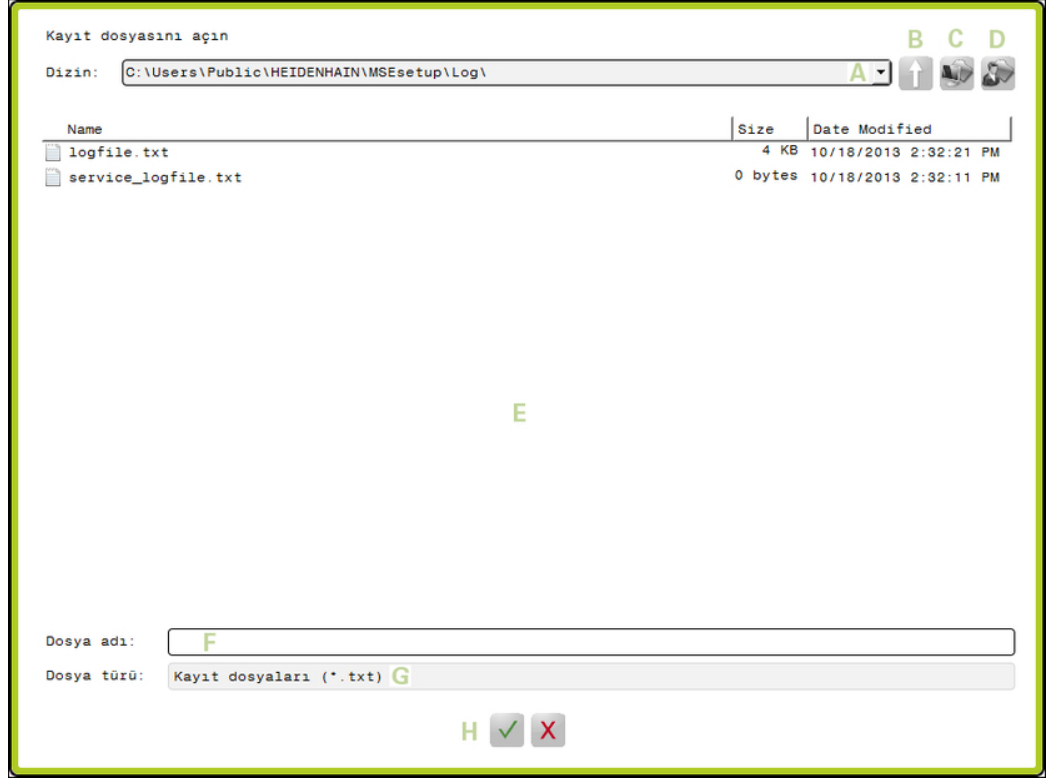 Kayıt dosyasını açın
B C D
Dizin: C:\Users\Public\HEIDENHAIN\MSEsetup\Log\ A
Name Size Date Modified
logfile.txt 4 KB 10/18/2013 2:32:21 PM
service_logfile.txt 0 bytes 10/18/2013 2:32:11 PM
E
Dosya adı: F
Dosya türü: Kayıt dosyaları (*.txt) G
H X